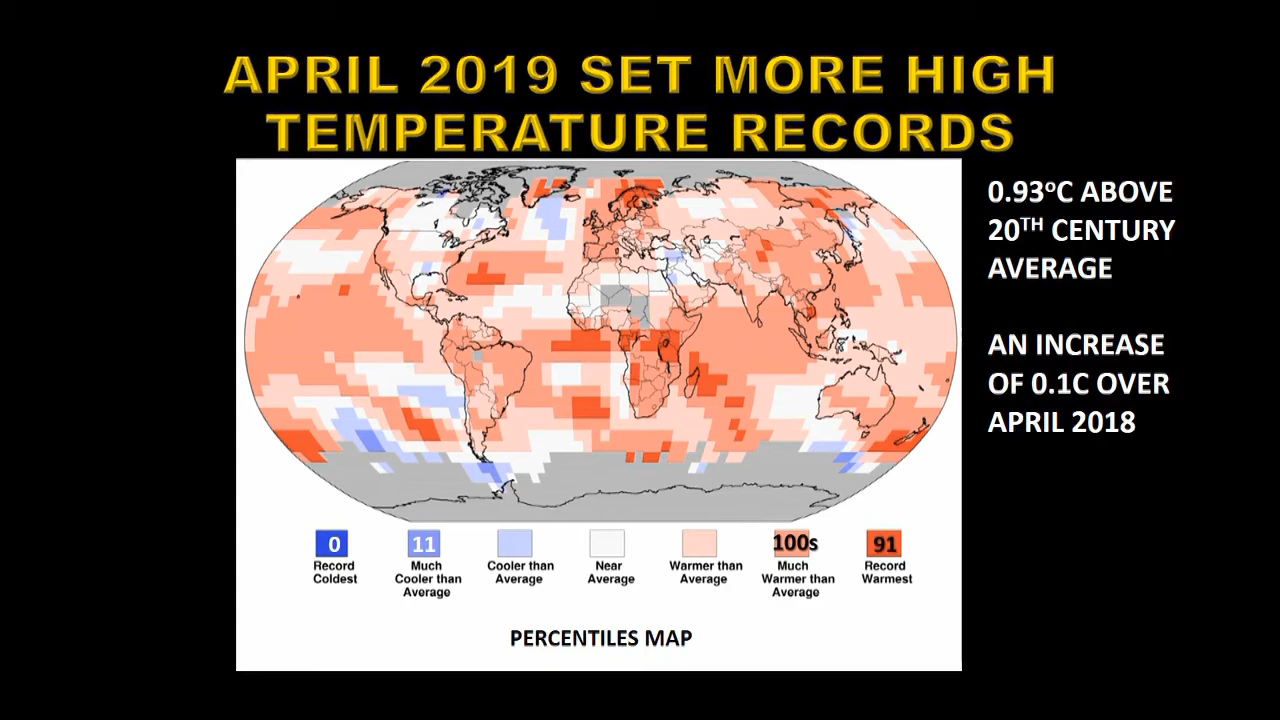 APRIL 2019 SET MORE HIGH
TEMPERATURE RECORDS
0.93ºC ABOVE
20TH CENTURY
AVERAGE
AN INCREASE
OF 0.1C OVER
APRIL 2018
0
11
100s
91
Record
Coldest
Much
Cooler than
Average
Cooler than
Average
Near
Average
Warmer than
Average
Much
Warmer than
Average
Record
Warmest
PERCENTILES MAP